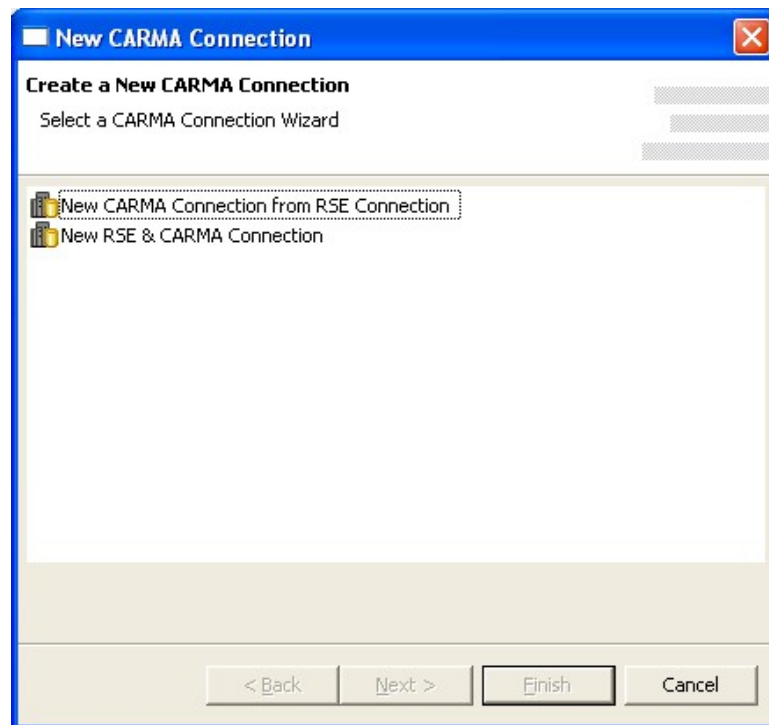 New CARMA Connection
Create a New CARMA Connection
Select a CARMA Connection Wizard
New CARMA Connection from RSE Connection
New RSE & CARMA Connection
< Back Next > Finish Cancel